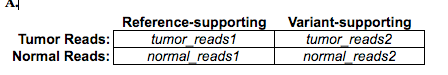 A.
Reference-supporting Variant-supporting
Tumor Reads: tumor_reads1 tumor_reads2
Normal Reads: normal_reads1 normal_reads2